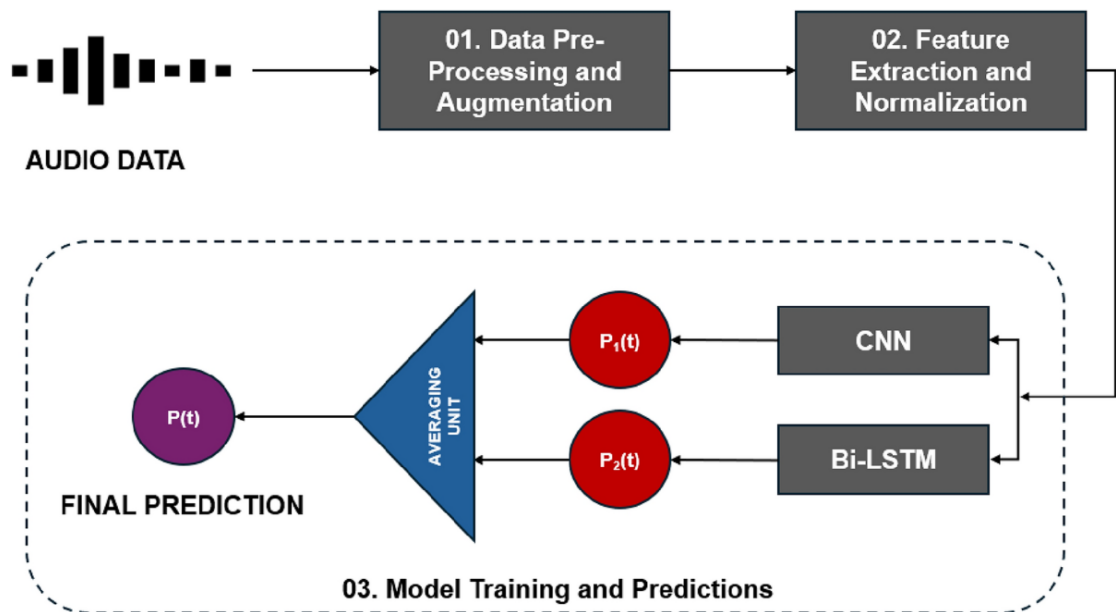 01. Data Pre-
Processing and
Augmentation
02. Feature
Extraction and
Normalization
AUDIO DATA
P₁(t)
CNN
AVERAGING
UNIT
P(t)
P₂(t)
Bi-LSTM
FINAL PREDICTION
03. Model Training and Predictions